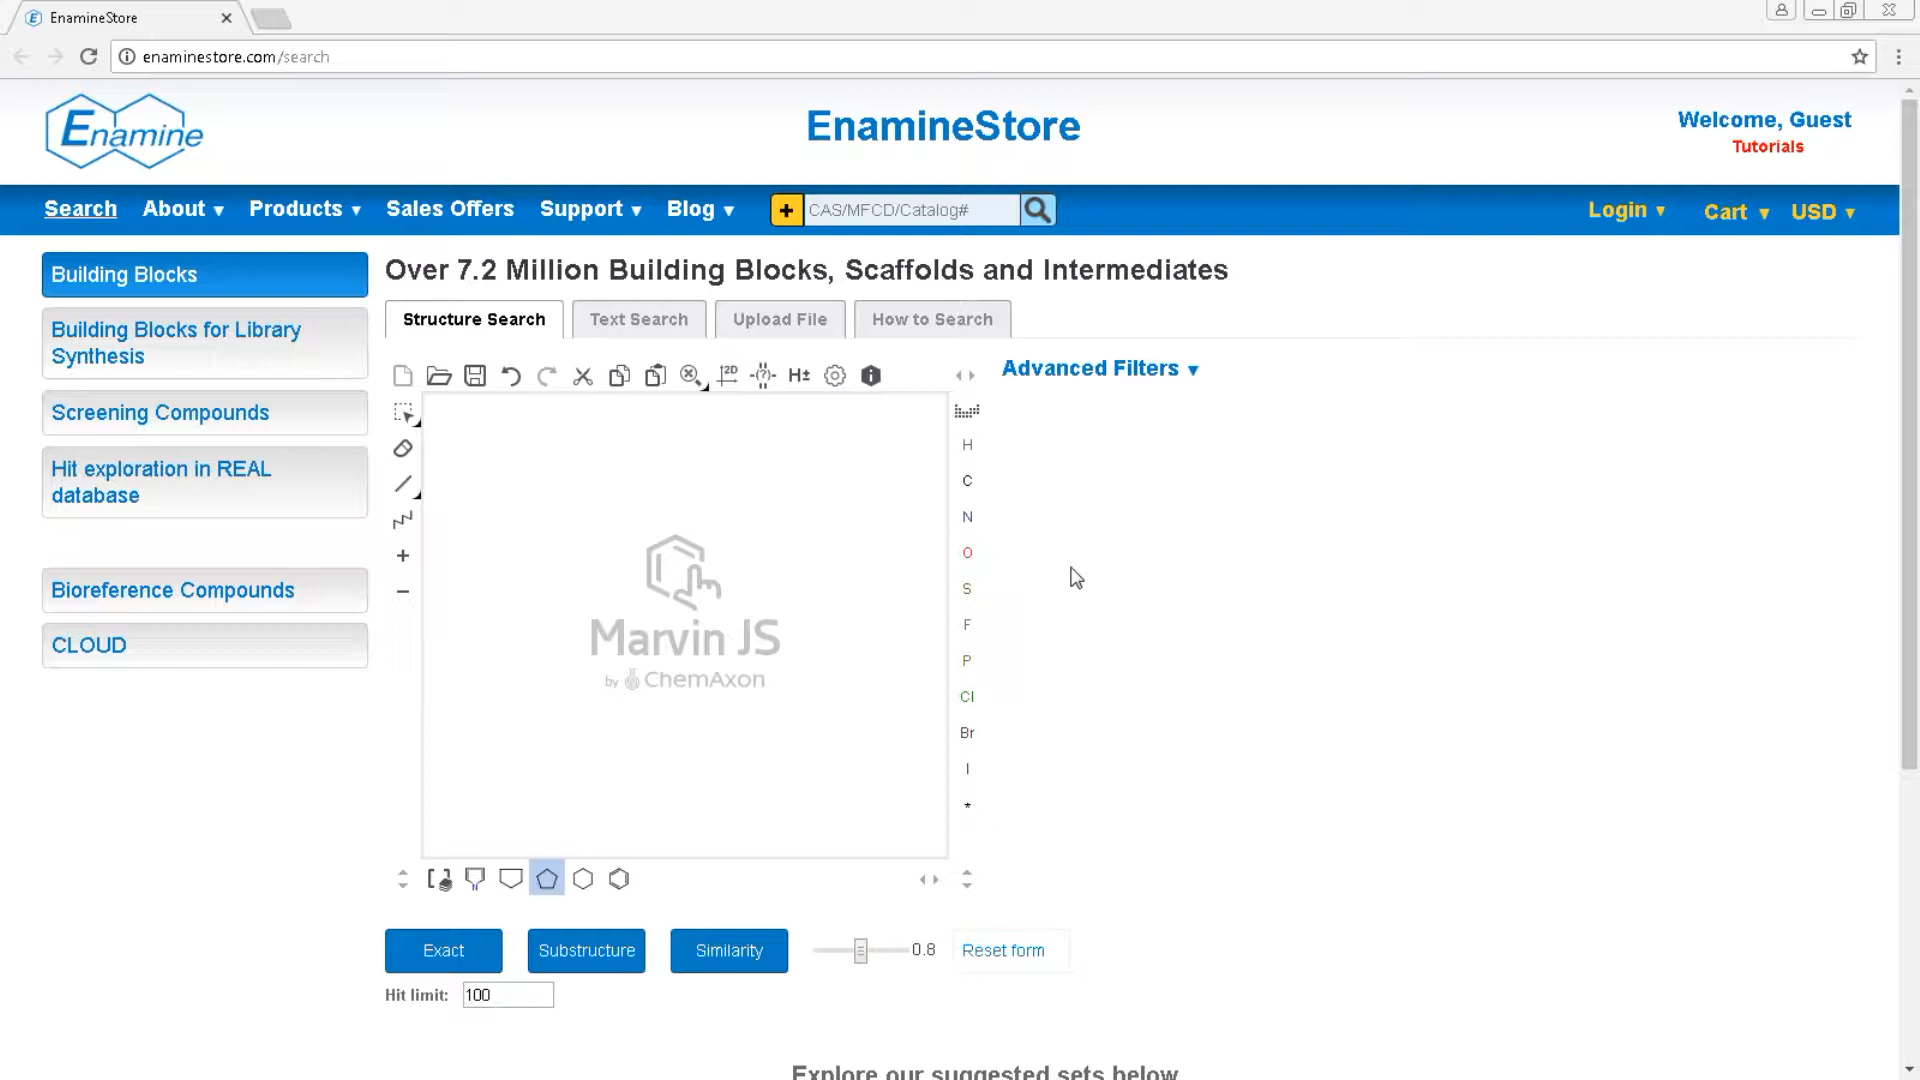 EnamineStore
enaminestore.com/search
Enamine
EnamineStore
Welcome, Guest
Tutorials
Search About ▾ Products ▾ Sales Offers Support ▾ Blog ▾ + CAS/MFCD/Catalog# Login ▾ Cart ▾ USD ▾
Building Blocks
Building Blocks for Library
Synthesis
Screening Compounds
Hit exploration in REAL
database
Bioreference Compounds
CLOUD
Over 7.2 Million Building Blocks, Scaffolds and Intermediates
Structure Search Text Search Upload File How to Search
Advanced Filters ▾
2D (?) H±
H
C
N
O
S
F
P
Cl
Br
I
*
Marvin JS
by ChemAxon
Exact Substructure Similarity 0.8 Reset form
Hit limit: 100
Explore our suggested sets below